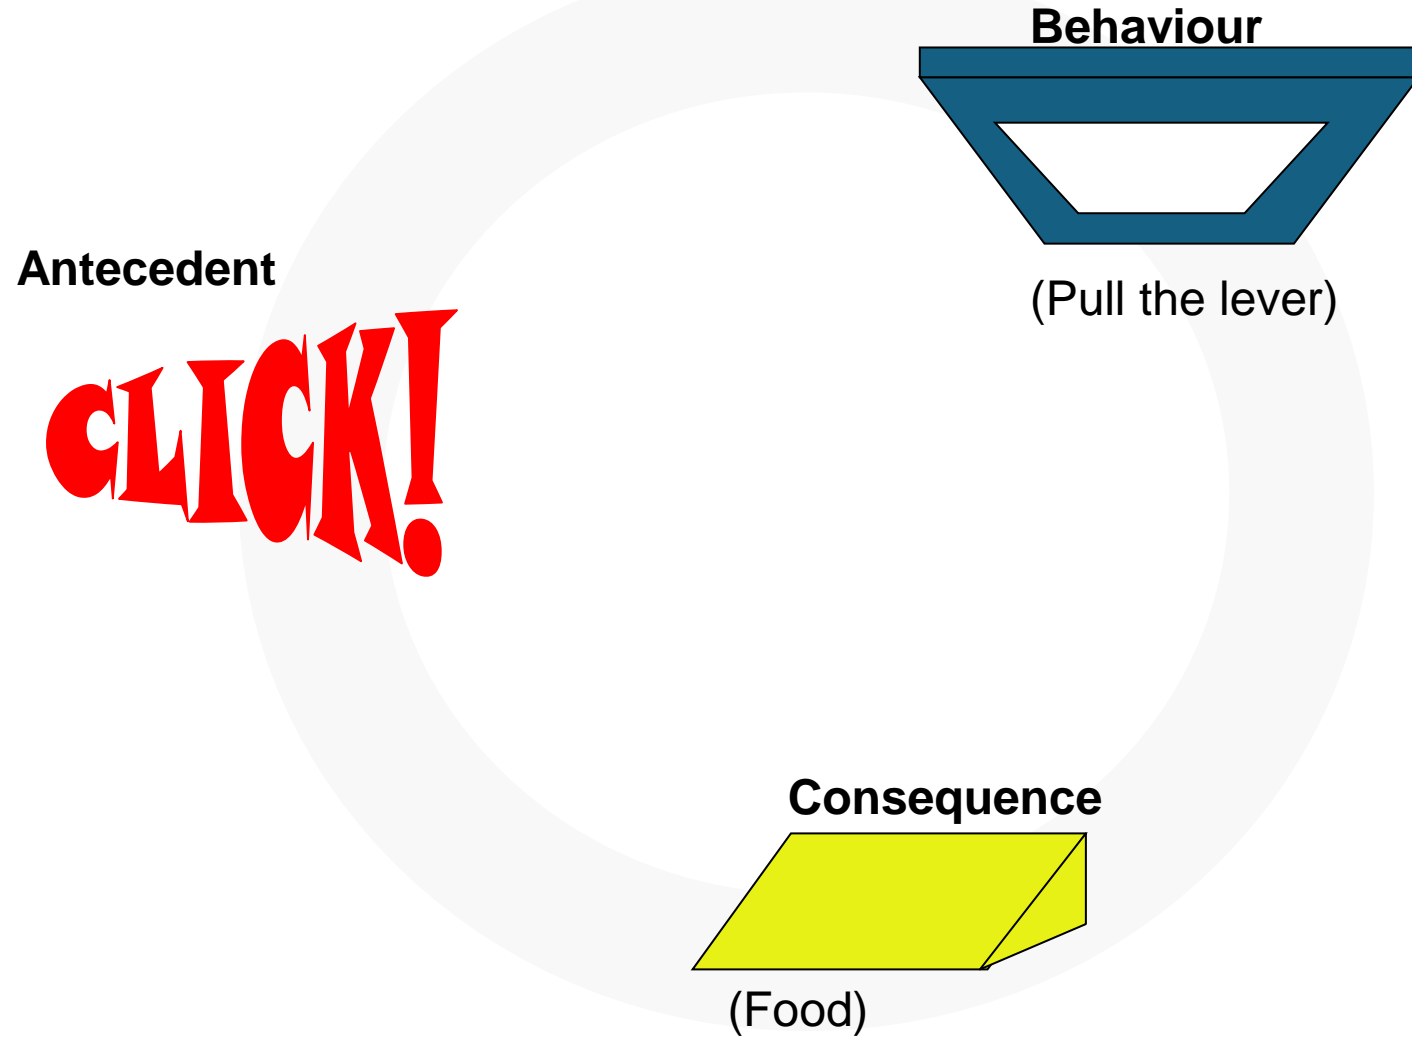 Behaviour
(Pull the lever)
Antecedent
CLICK!
Consequence
(Food)